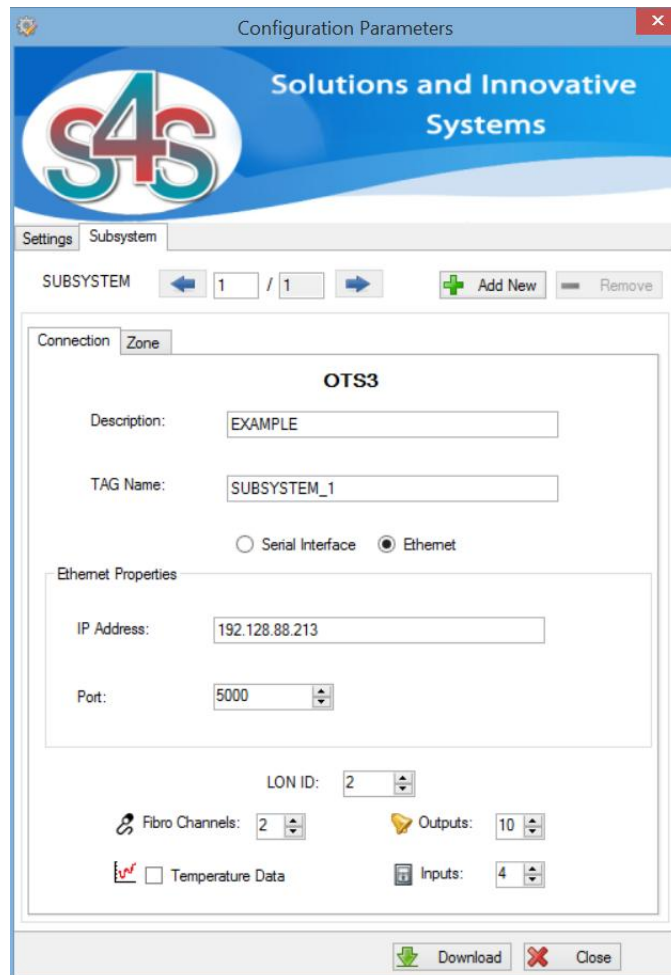 Configuration Parameters
Solutions and Innovative
Systems
S4S
Settings Subsystem
SUBSYSTEM 1 / 1 Add New Remove
Connection Zone
OTS3
Description: EXAMPLE
TAG Name: SUBSYSTEM_1
Serial Interface Ethernet
Ethernet Properties
IP Address: 192.128.88.213
Port: 5000
LON ID: 2
Fibro Channels: 2 Outputs: 10
Temperature Data Inputs: 4
Download Close